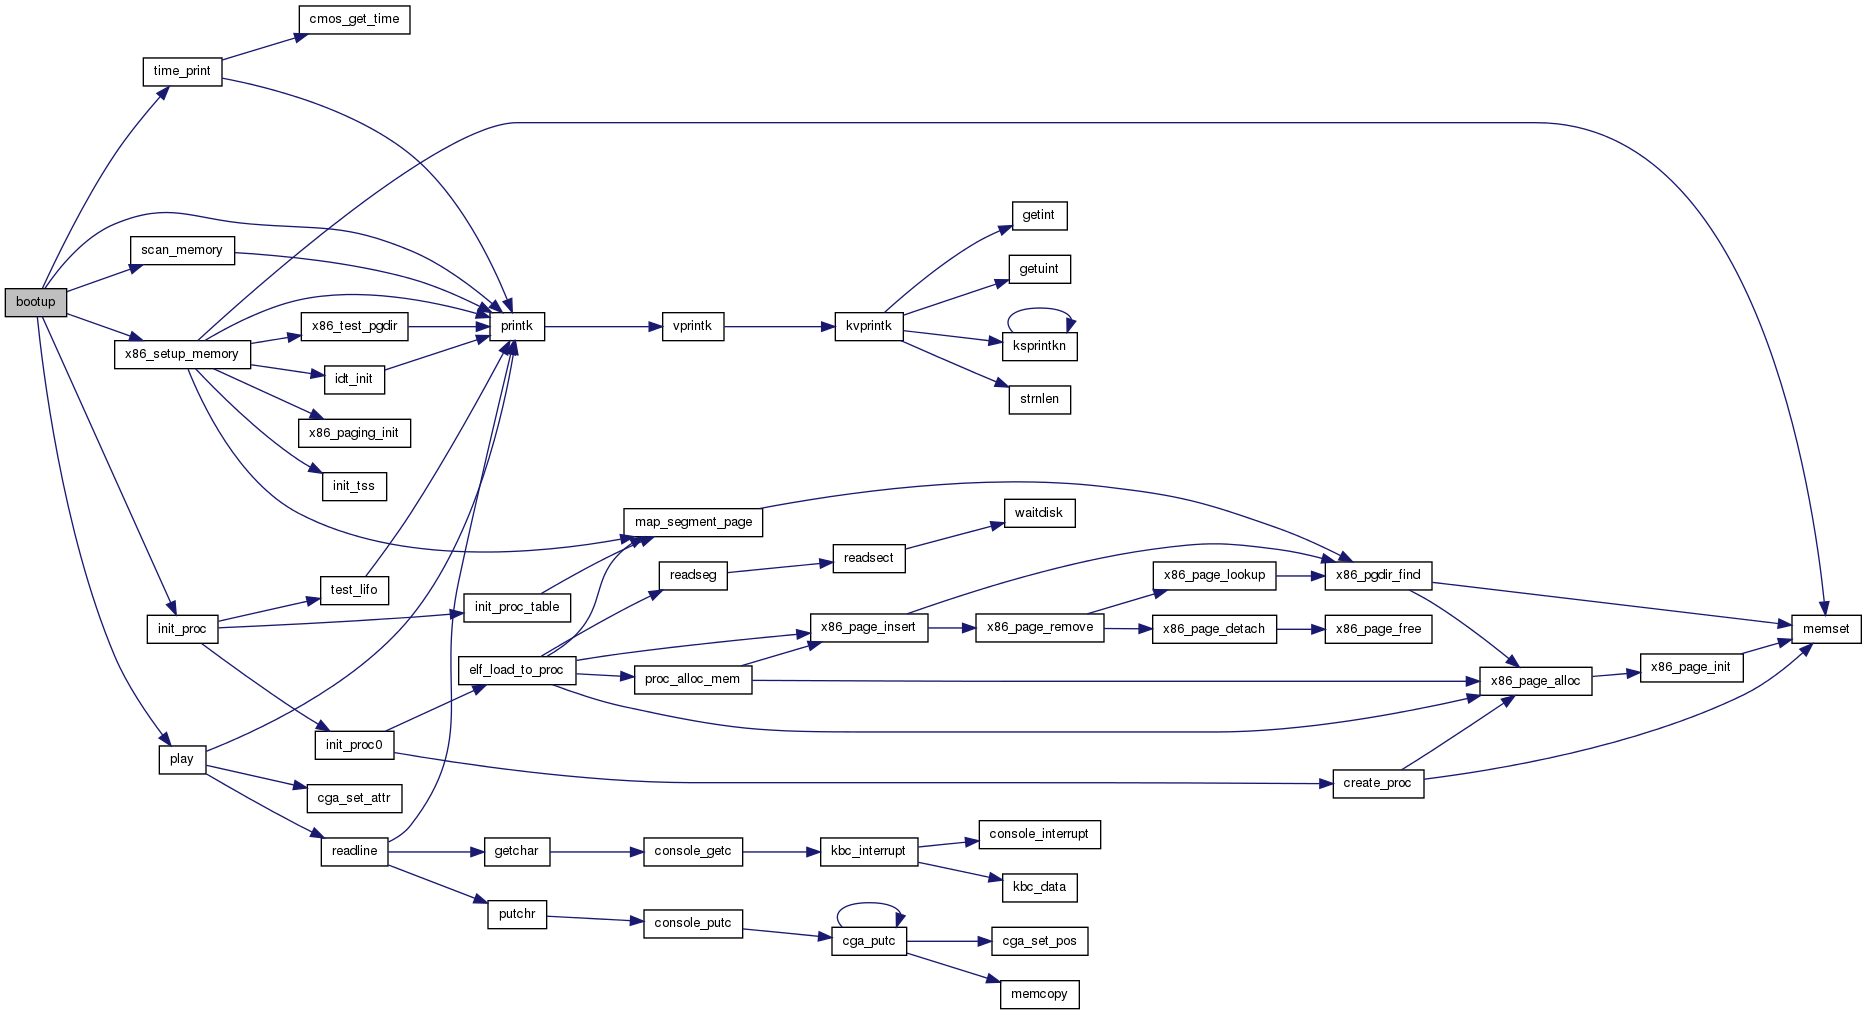 cmos_get_time
time_print
getint
scan_memory
getuint
bootup
x86_test_pgdir
printk
vprintk
kvprintk
ksprintkn
x86_setup_memory
idt_init
strnlen
x86_paging_init
init_tss
map_segment_page
waitdisk
readsect
readseg
x86_page_lookup
x86_pgdir_find
test_lifo
init_proc_table
init_proc
x86_page_insert
x86_page_remove
x86_page_detach
x86_page_free
memset
elf_load_to_proc
proc_alloc_mem
x86_page_alloc
x86_page_init
init_proc0
play
create_proc
cga_set_attr
console_interrupt
readline
getchar
console_getc
kbc_interrupt
kbc_data
putchr
console_putc
cga_putc
cga_set_pos
memcopy